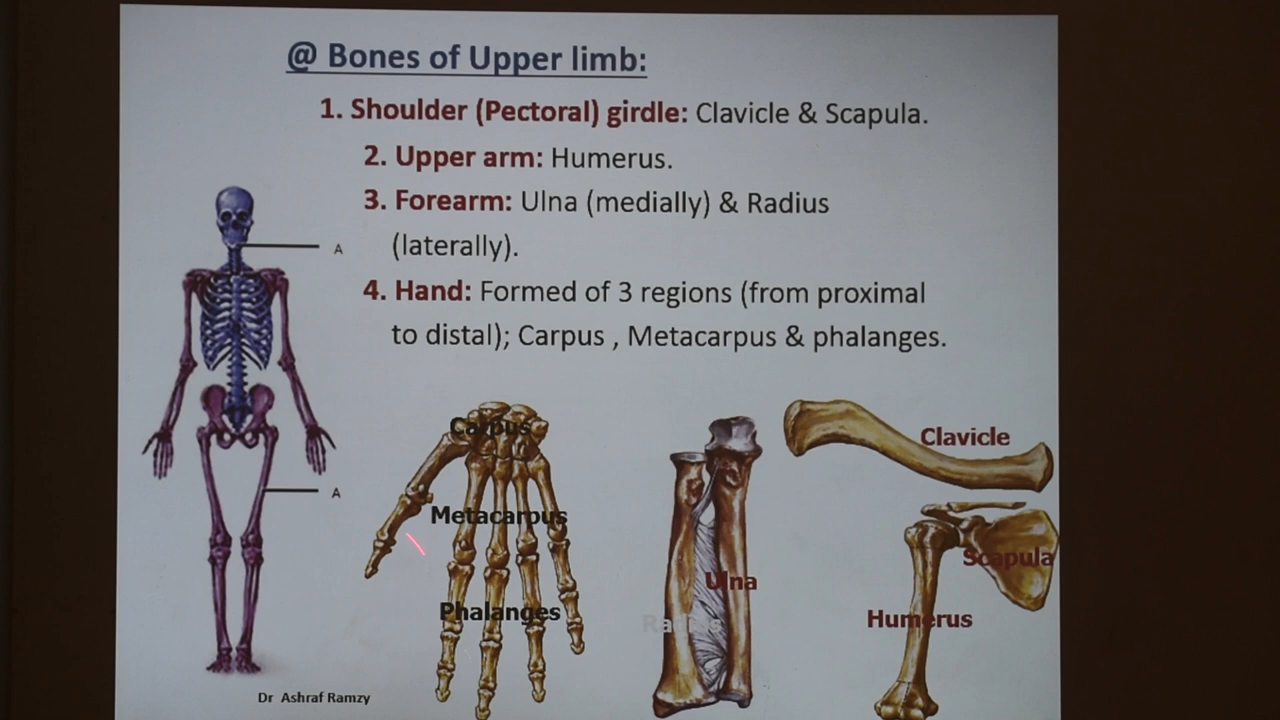 @ Bones of Upper limb:
1. Shoulder (Pectoral) girdle: Clavicle & Scapula.
2. Upper arm: Humerus.
3. Forearm: Ulna (medially) & Radius
(laterally).
4. Hand: Formed of 3 regions (from proximal
to distal); Carpus , Metacarpus & phalanges.
A
A
Carpus
Metacarpus
Phalanges
Ulna
Radius
Clavicle
Scapula
Humerus
Dr Ashraf Ramzy